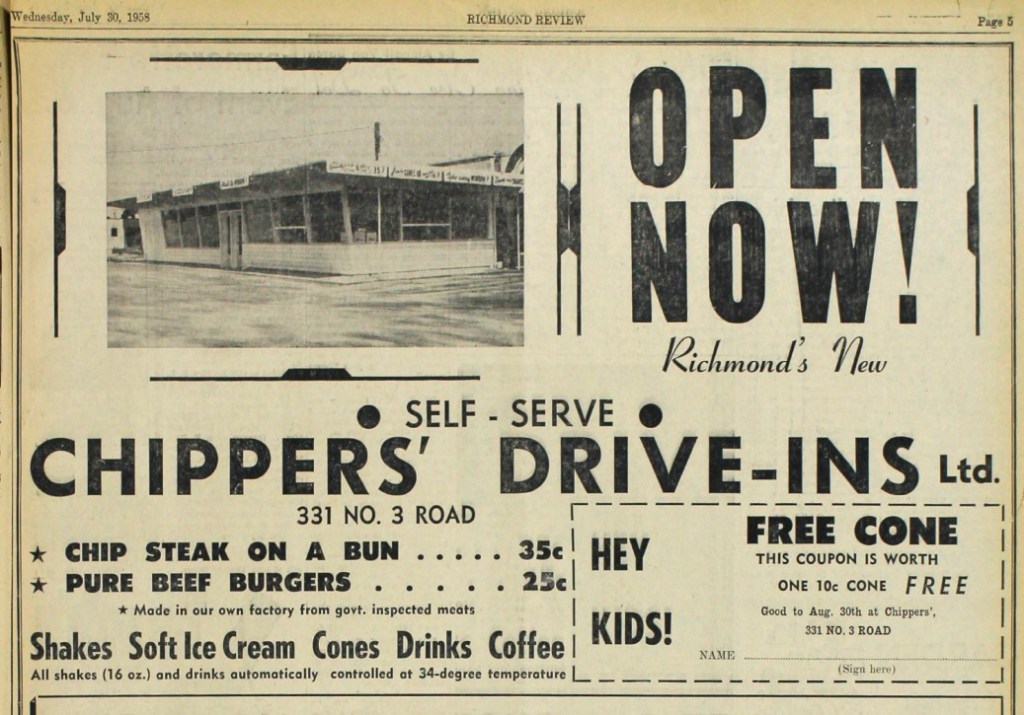 Wednesday, July 30, 1958
RICHMOND REVIEW
Page 5
OPEN
NOW!
Richmond's New
SELF - SERVE
CHIPPERS' DRIVE-INS Ltd.
331 NO. 3 ROAD
★ CHIP STEAK ON A BUN ..... 35c
★ PURE BEEF BURGERS . . . . . 25c
★ Made in our own factory from govt. inspected meats
Shakes Soft Ice Cream Cones Drinks Coffee
All shakes (16 oz.) and drinks automatically controlled at 34-degree temperature
HEY
KIDS!
FREE CONE
THIS COUPON IS WORTH
ONE 10c CONE FREE
Good to Aug. 30th at Chippers',
331 NO. 3 ROAD
NAME
(Sign here)